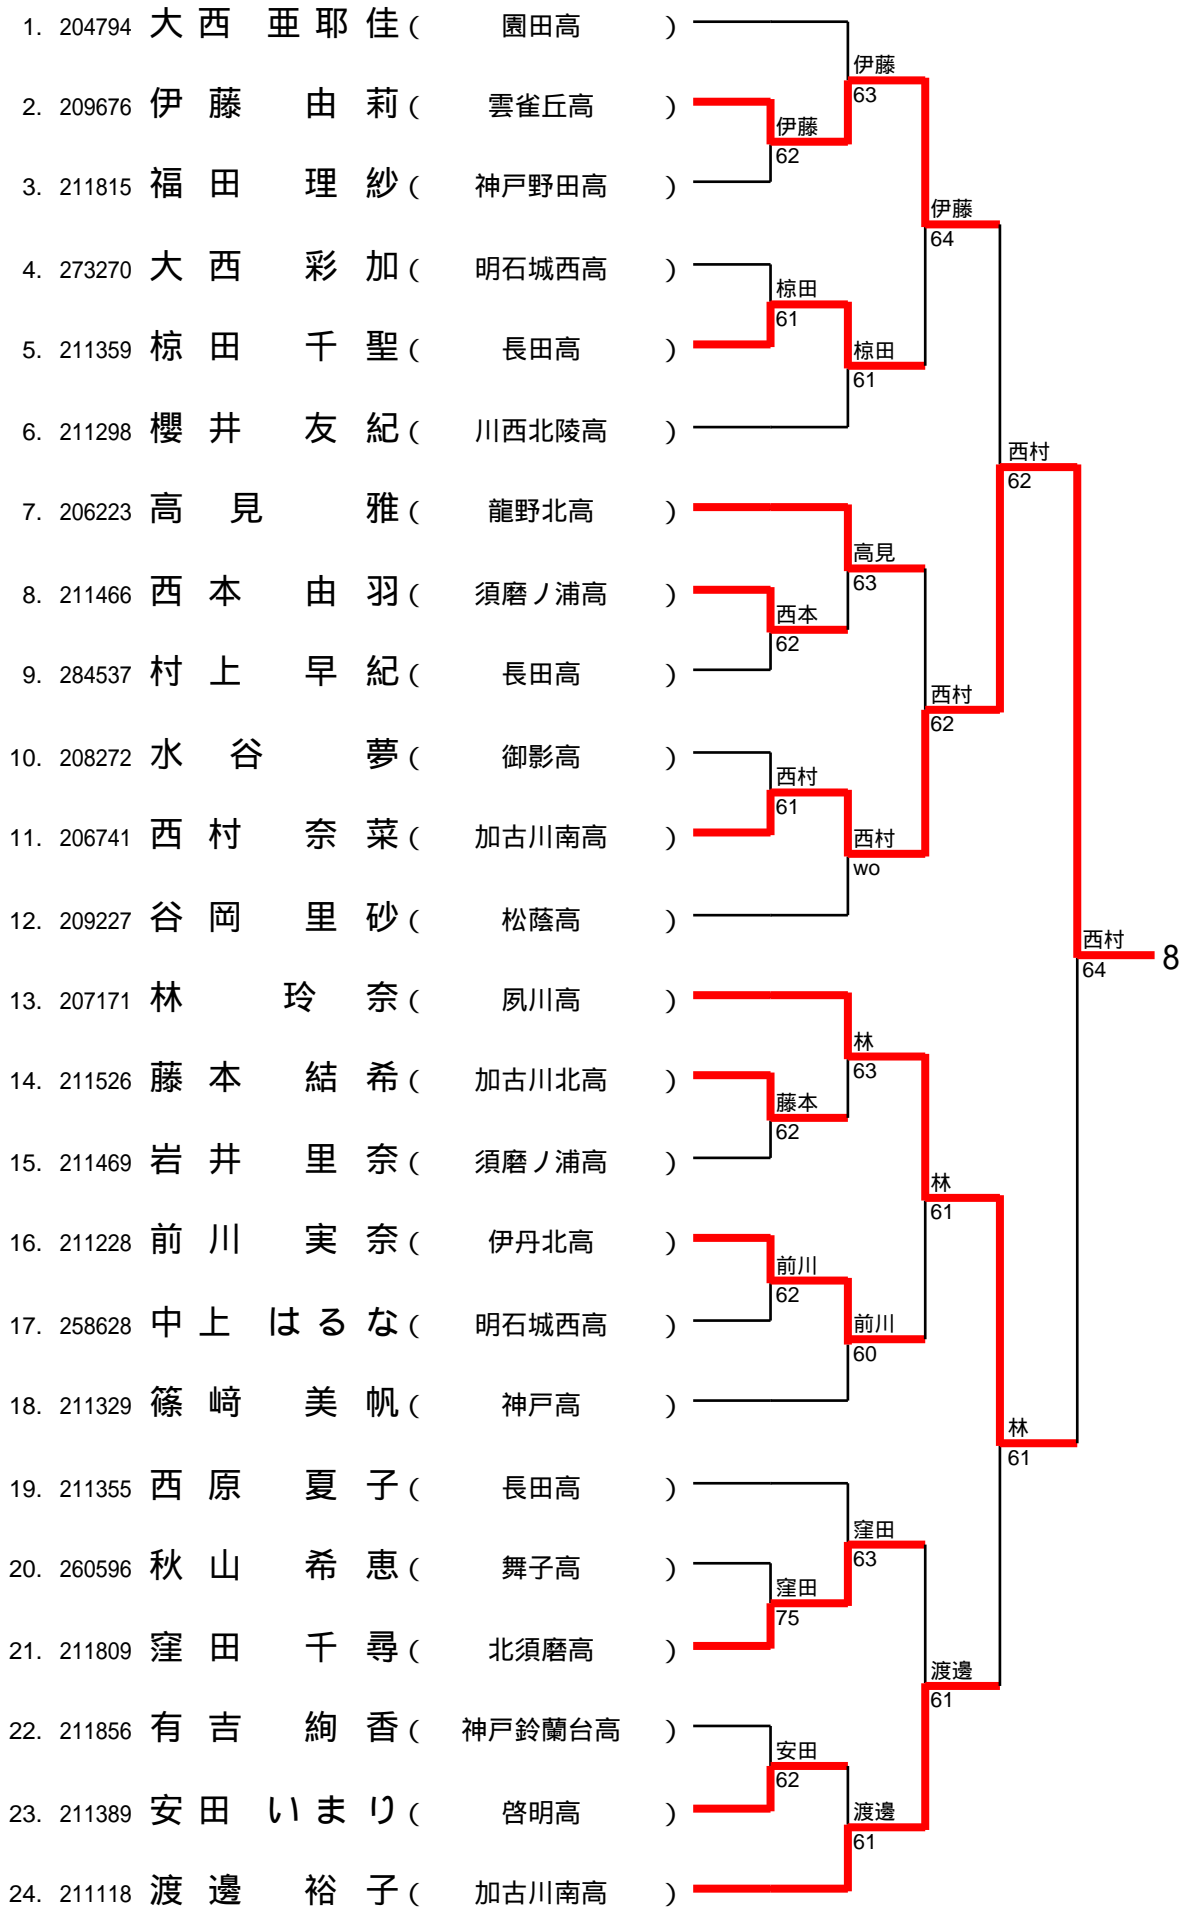 1. 204794 大西 亜耶佳 ( 園田高 )
伊藤
63
2. 209676 伊藤 由莉 ( 雲雀丘高 )
伊藤
62
3. 211815 福田 理紗 ( 神戸野田高 )
伊藤
64
4. 273270 大西 彩加 ( 明石城西高 )
椋田
61
5. 211359 椋田 千聖 ( 長田高 )
椋田
61
6. 211298 櫻井 友紀 ( 川西北陵高 )
西村
62
7. 206223 高見 雅 ( 龍野北高 )
高見
63
8. 211466 西本 由羽 ( 須磨ノ浦高 )
西本
62
9. 284537 村上 早紀 ( 長田高 )
西村
62
10. 208272 水谷 夢 ( 御影高 )
西村
61
11. 206741 西村 奈菜 ( 加古川南高 )
西村
wo
12. 209227 谷岡 里砂 ( 松蔭高 )
西村
64
8
13. 207171 林 玲奈 ( 夙川高 )
林
63
14. 211526 藤本 結希 ( 加古川北高 )
藤本
62
15. 211469 岩井 里奈 ( 須磨ノ浦高 )
林
61
16. 211228 前川 実奈 ( 伊丹北高 )
前川
62
17. 258628 中上 はるな ( 明石城西高 )
前川
60
18. 211329 篠﨑 美帆 ( 神戸高 )
林
61
19. 211355 西原 夏子 ( 長田高 )
窪田
63
20. 260596 秋山 希恵 ( 舞子高 )
窪田
75
21. 211809 窪田 千尋 ( 北須磨高 )
渡邊
61
22. 211856 有吉 絢香 ( 神戸鈴蘭台高 )
安田
62
23. 211389 安田 いまり ( 啓明高 )
渡邊
61
24. 211118 渡邊 裕子 ( 加古川南高 )